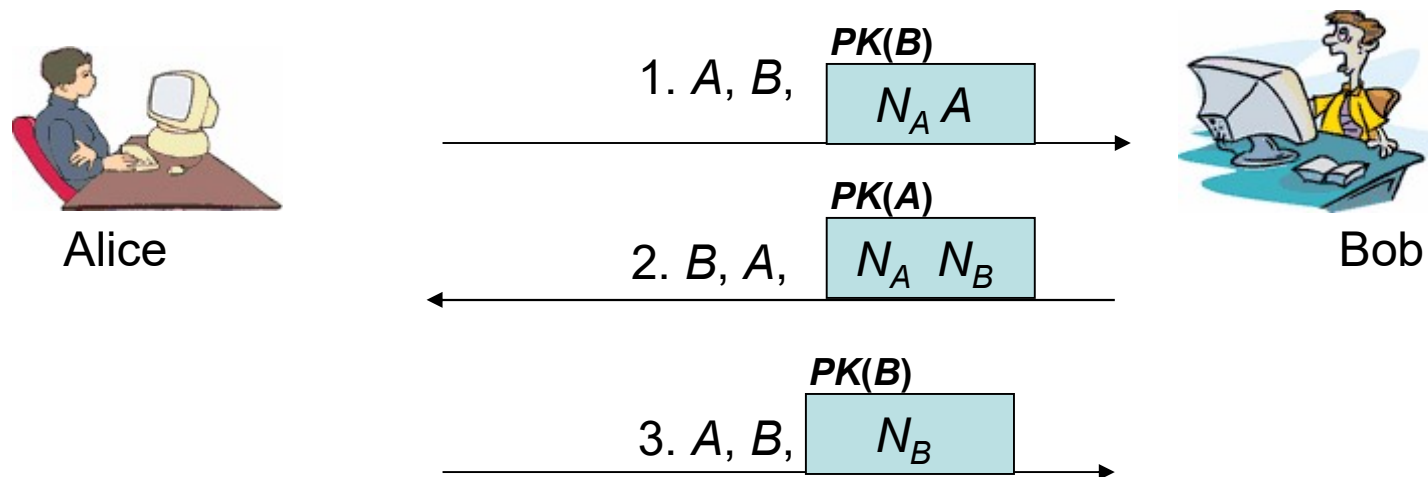 PK(B)
1. A, B, N_A A
PK(A)
Alice
Bob
2. B, A, N_A N_B
PK(B)
3. A, B, N_B